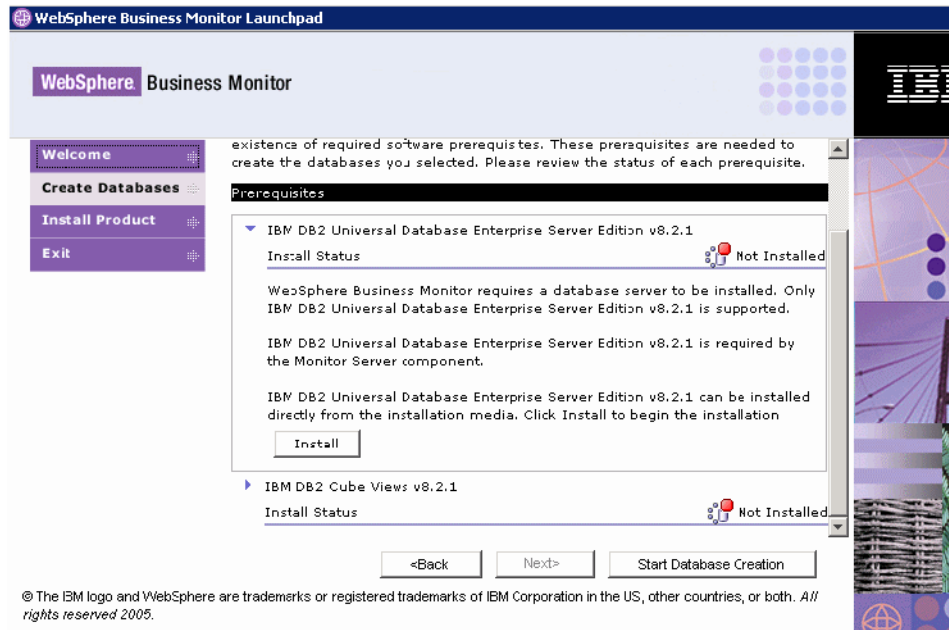 WebSphere Business Monitor Launchpad
WebSphere Business Monitor
IBM
Welcome
Create Databases
Install Product
Exit
existence of required software prerequisites. These prerequisites are needed to
create the databases you selected. Please review the status of each prerequisite.
Prerequisites
IBM DB2 Universal Database Enterprise Server Edition v8.2.1
Install Status
Not Installed
WebSphere Business Monitor requires a database server to be installed. Only
IBM DB2 Universal Database Enterprise Server Edition v8.2.1 is supported.
IBM DB2 Universal Database Enterprise Server Edition v8.2.1 is required by
the Monitor Server component.
IBM DB2 Universal Database Enterprise Server Edition v8.2.1 can be installed
directly from the installation media. Click Install to begin the installation
Install
IBM DB2 Cube Views v8.2.1
Install Status
Not Installed
<Back
Next>
Start Database Creation
© The IBM logo and WebSphere are trademarks or registered trademarks of IBM Corporation in the US, other countries, or both. All
rights reserved 2005.